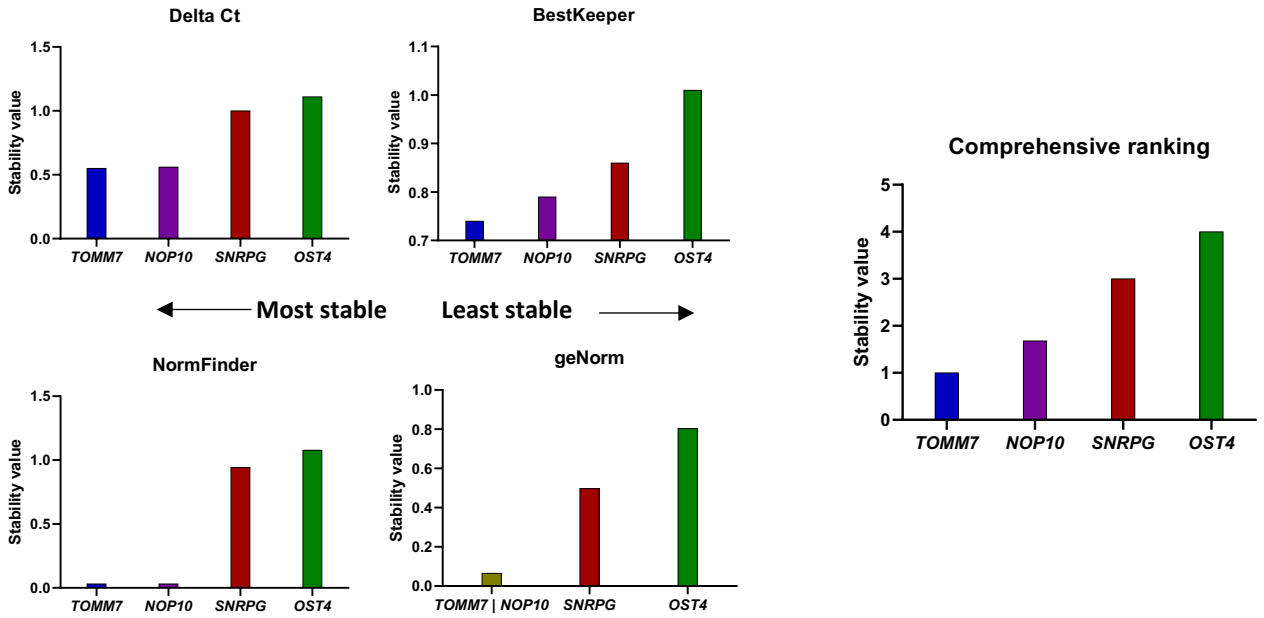 Delta Ct
Stability value
1.5
1.0
0.5
0.0
TOMM7 NOP10 SNRPG OST4
BestKeeper
Stability value
1.1
1.0
0.9
0.8
0.7
TOMM7 NOP10 SNRPG OST4
Most stable Least stable
NormFinder
Stability value
1.5
1.0
0.5
0.0
TOMM7 NOP10 SNRPG OST4
geNorm
Stability value
1.0
0.8
0.6
0.4
0.2
0.0
TOMM7 | NOP10 SNRPG OST4
Comprehensive ranking
Stability value
5
4
3
2
1
0
TOMM7 NOP10 SNRPG OST4